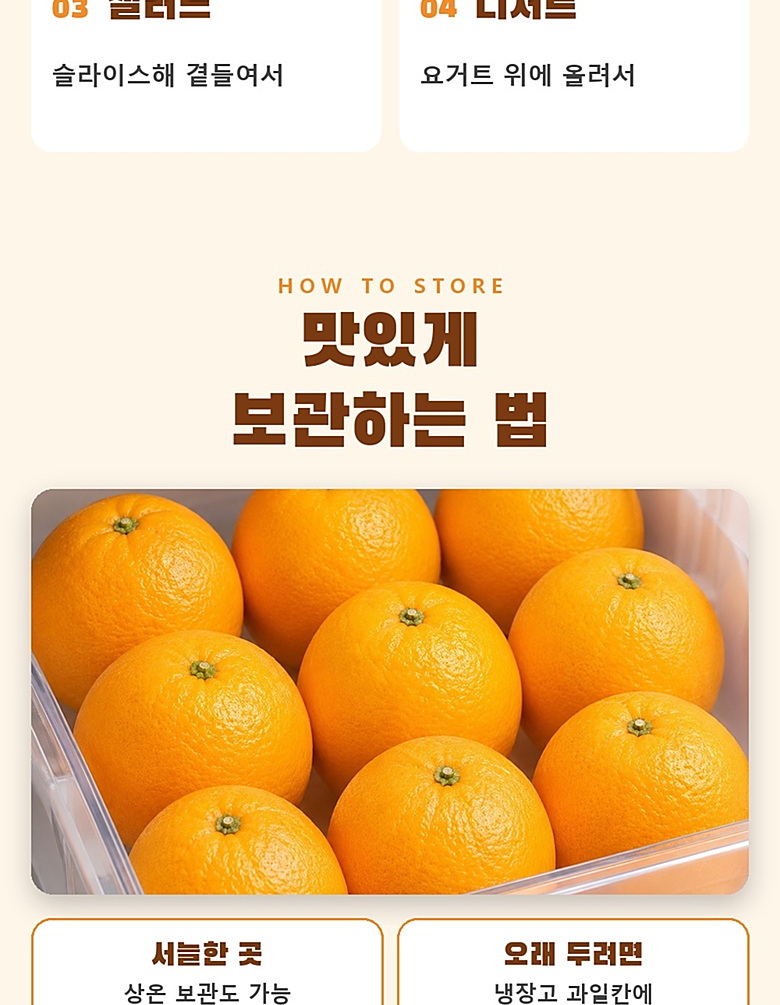 03 샐러드
04 디저트
슬라이스해 곁들여서
요거트 위에 올려서
HOW TO STORE
맛있게
보관하는 법
서늘한 곳
상온 보관도 가능
오래 두려면
냉장고 과일칸에